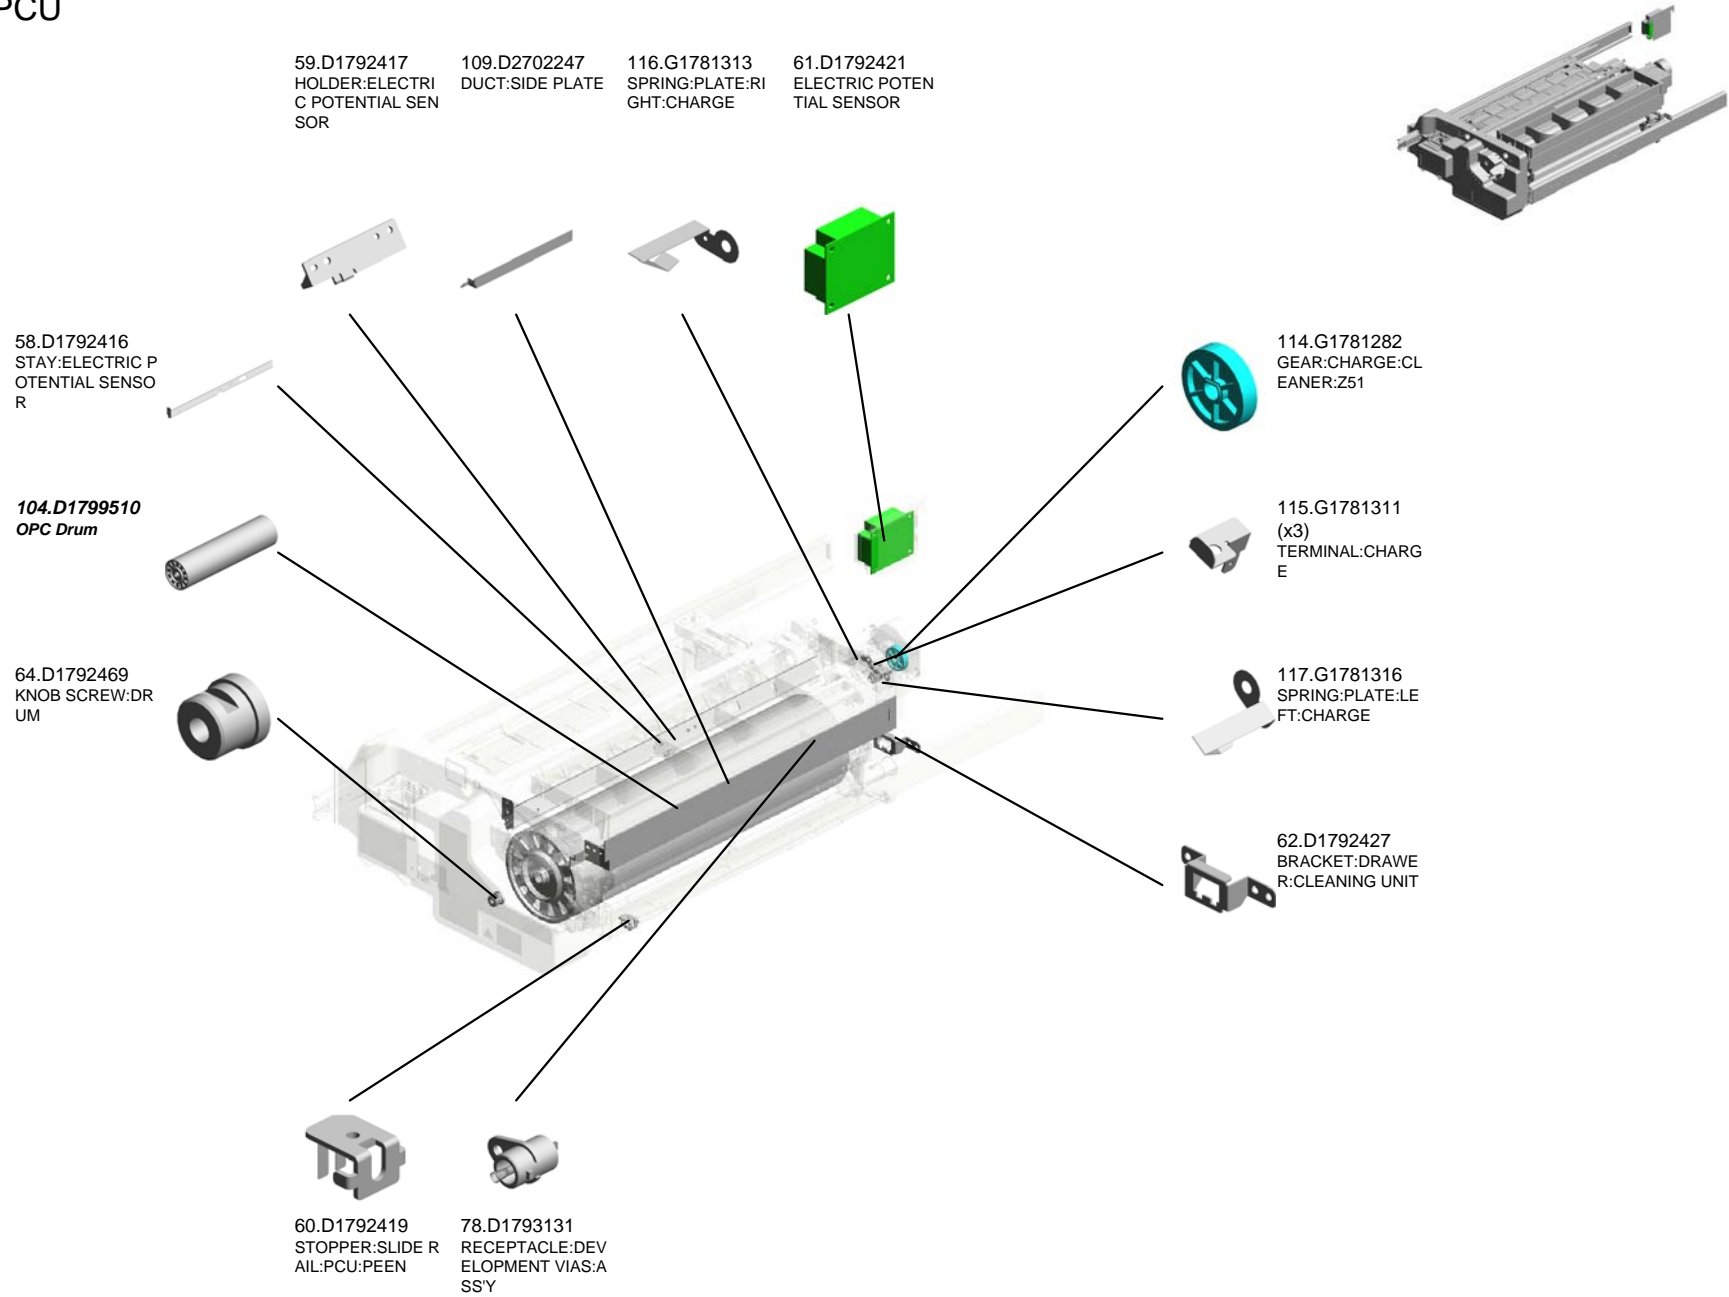 PCU
59.D1792417
HOLDER:ELECTRI
C POTENTIAL SEN
SOR
109.D2702247
DUCT:SIDE PLATE
116.G1781313
SPRING:PLATE:RI
GHT:CHARGE
61.D1792421
ELECTRIC POTEN
TIAL SENSOR
58.D1792416
STAY:ELECTRIC P
OTENTIAL SENSO
R
114.G1781282
GEAR:CHARGE:CL
EANER:Z51
104.D1799510
OPC Drum
115.G1781311
(x3)
TERMINAL:CHARG
E
64.D1792469
KNOB SCREW:DR
UM
117.G1781316
SPRING:PLATE:LE
FT:CHARGE
62.D1792427
BRACKET:DRAWE
R:CLEANING UNIT
60.D1792419
STOPPER:SLIDE R
AIL:PCU:PEEN
78.D1793131
RECEPTACLE:DEV
ELOPMENT VIAS:A
SS'Y